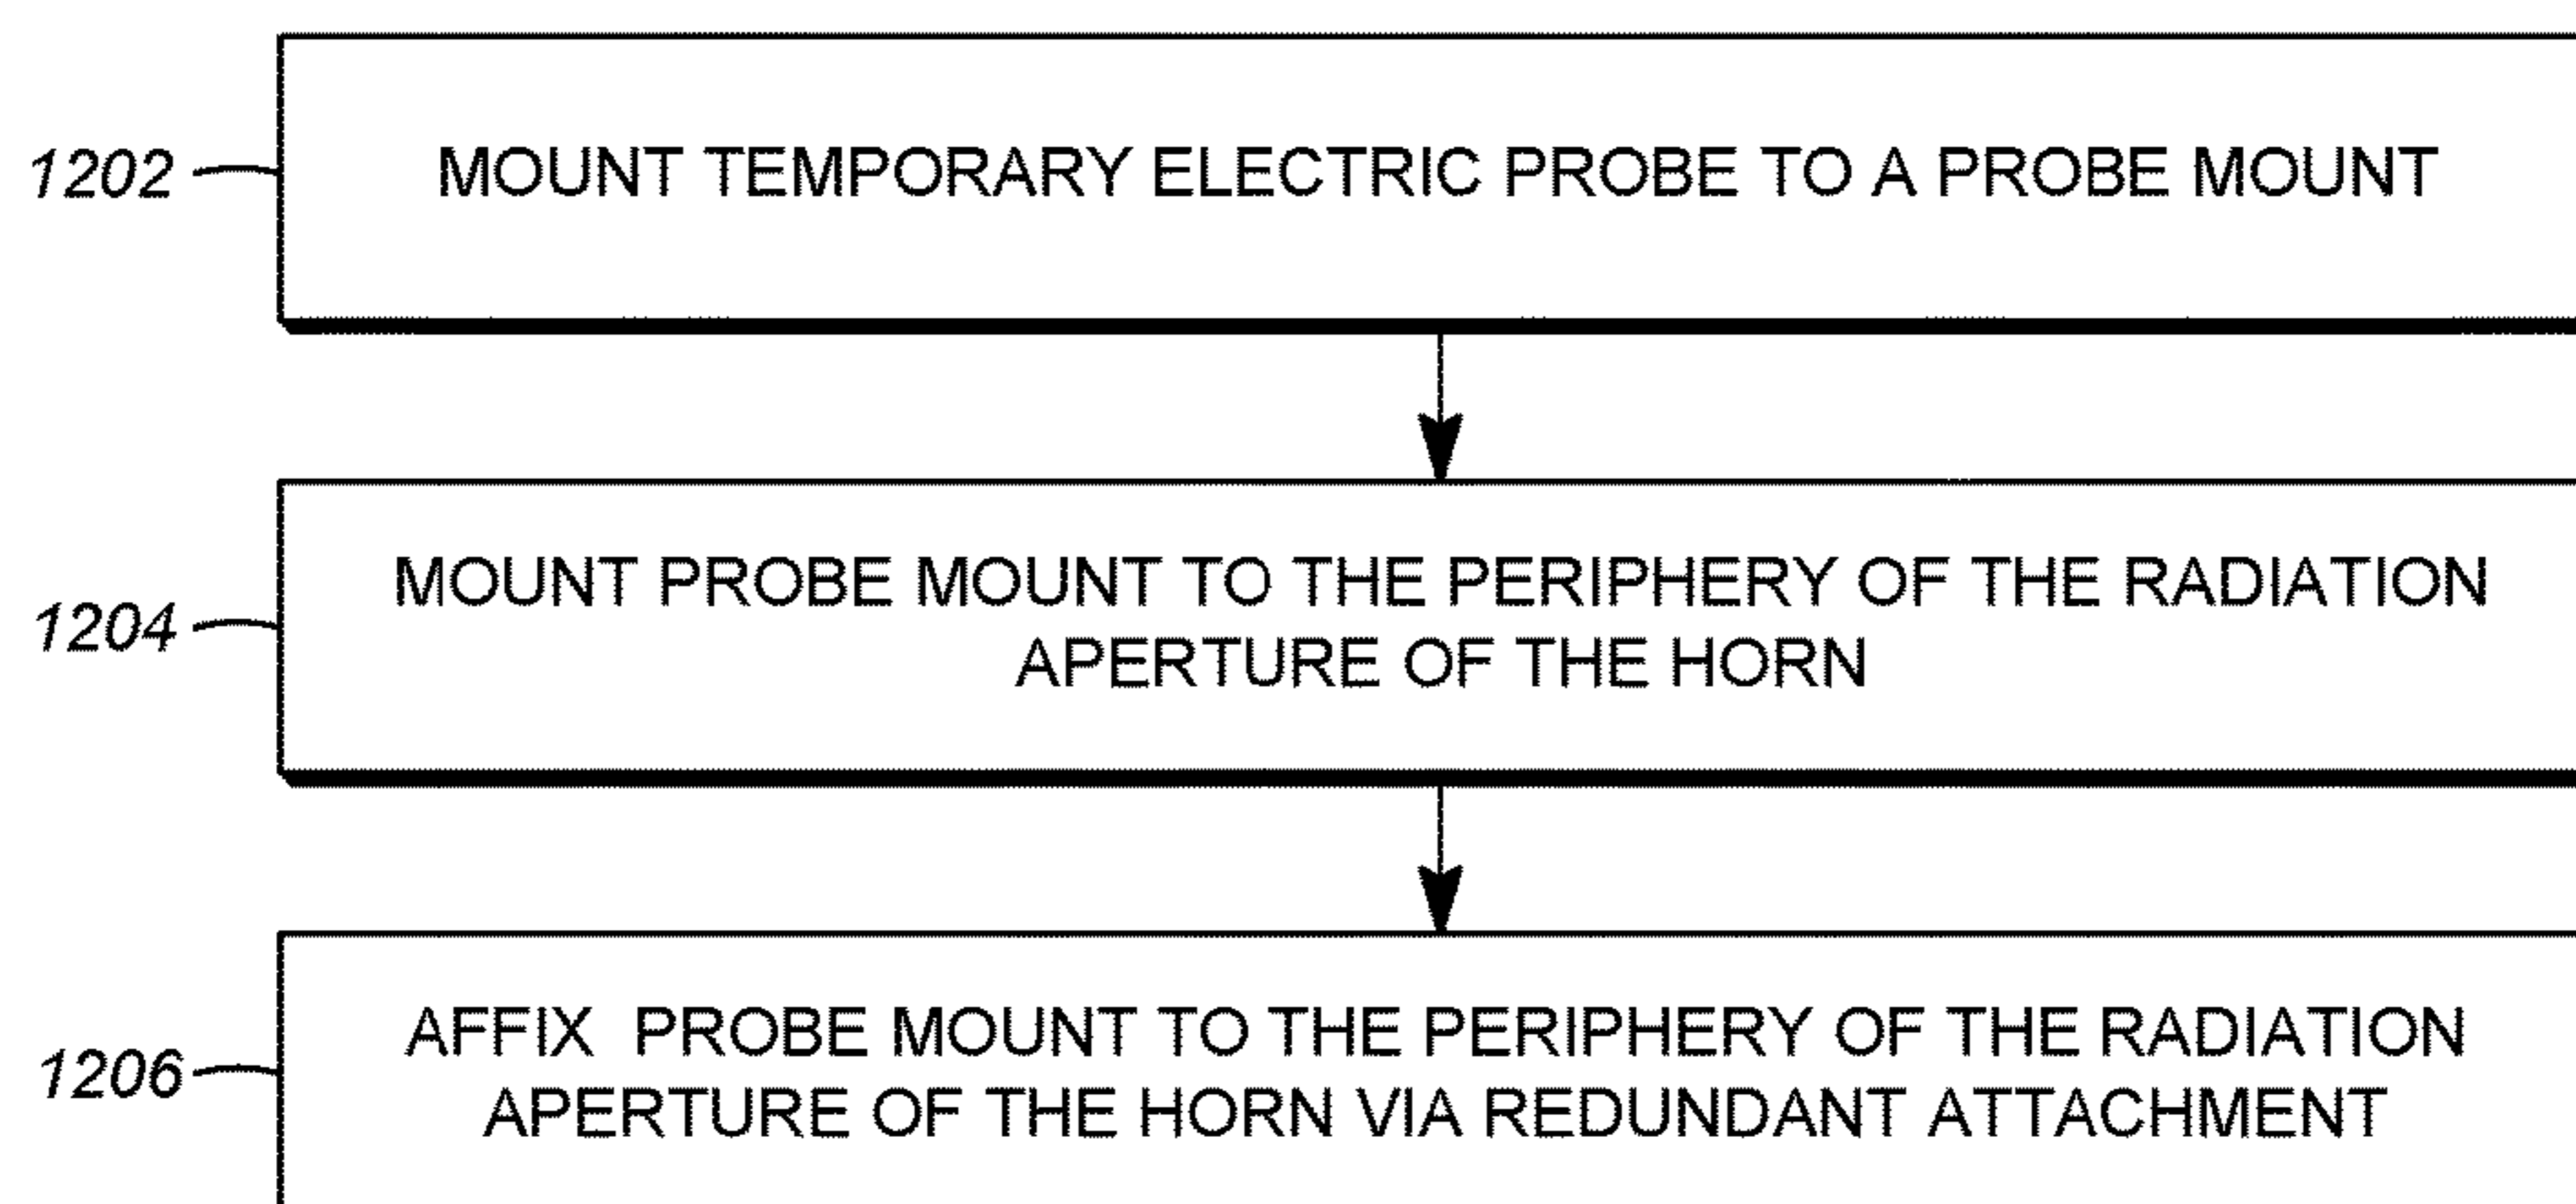 1202
MOUNT TEMPORARY ELECTRIC PROBE TO A PROBE MOUNT
1204
MOUNT PROBE MOUNT TO THE PERIPHERY OF THE RADIATION
APERTURE OF THE HORN
1206
AFFIX PROBE MOUNT TO THE PERIPHERY OF THE RADIATION
APERTURE OF THE HORN VIA REDUNDANT ATTACHMENT